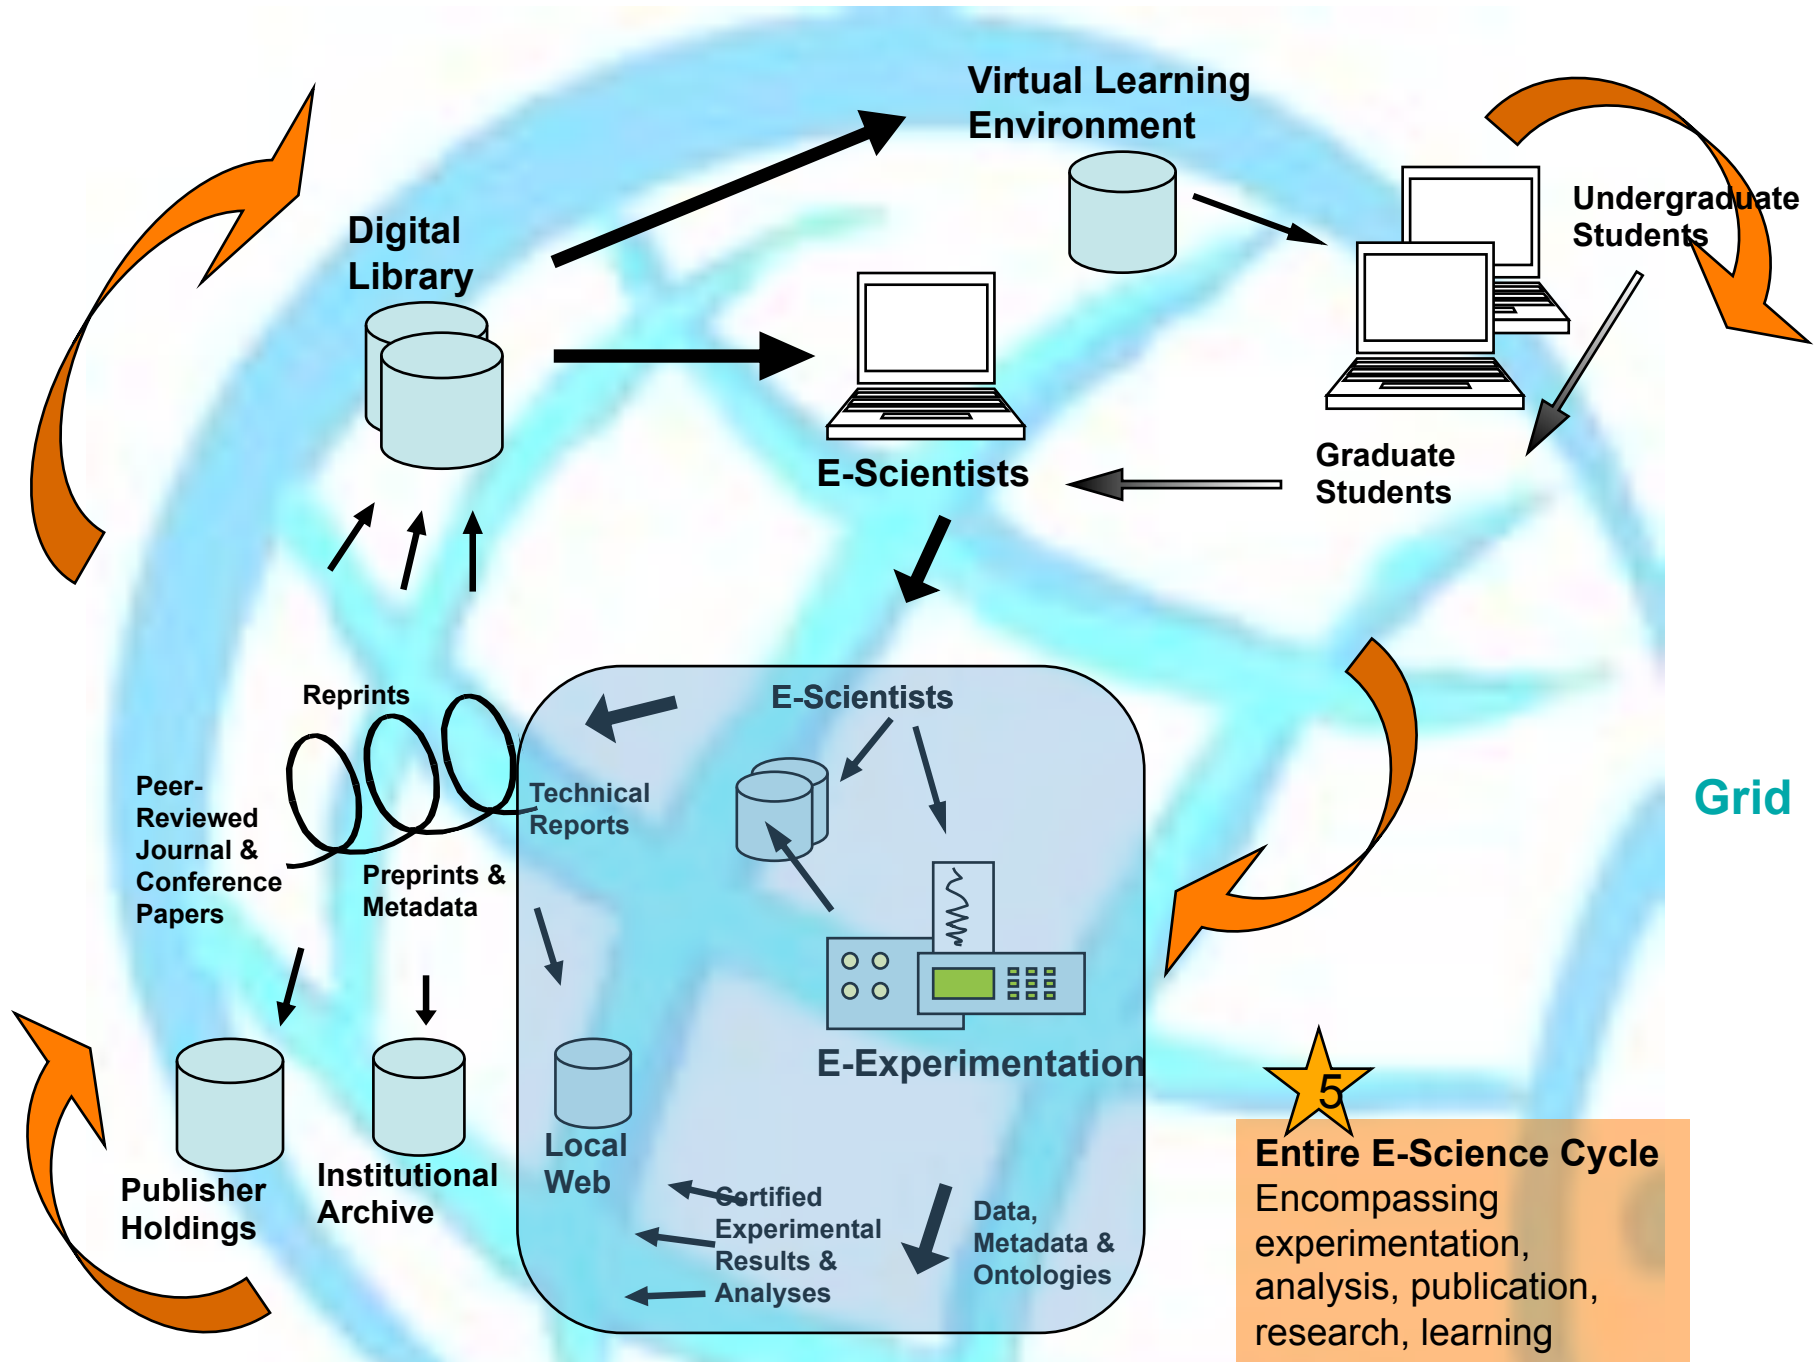 Virtual Learning
Environment
Undergraduate
Students
Digital
Library
E-Scientists
Graduate
Students
Reprints
E-Scientists
Peer-
Reviewed
Journal &
Conference
Papers
Technical
Reports
Preprints &
Metadata
Grid
E-Experimentation
Local
Web
Publisher
Holdings
Institutional
Archive
Certified
Experimental
Results &
Analyses
Data,
Metadata &
Ontologies
5
Entire E-Science Cycle
Encompassing
experimentation,
analysis, publication,
research, learning